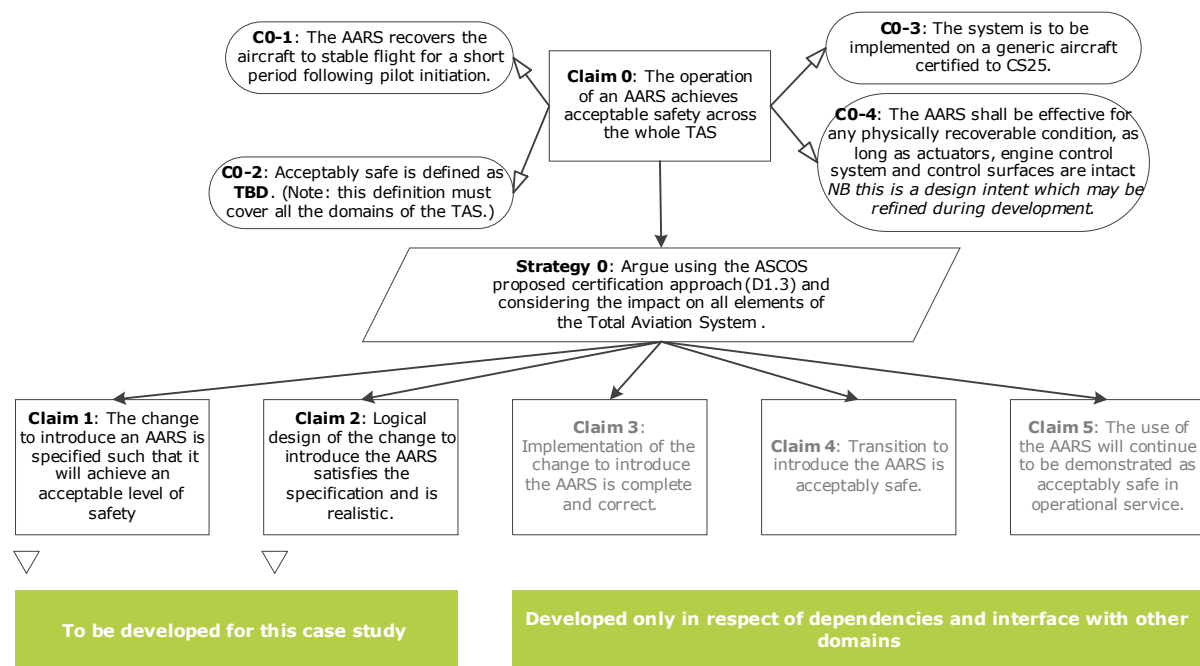 C0-1: The AARS recovers the
aircraft to stable flight for a short
period following pilot initiation.
C0-2: Acceptably safe is defined as
TBD. (Note: this definition must
cover all the domains of the TAS.)
Claim 0: The operation
of an AARS achieves
acceptable safety across
the whole TAS
C0-3: The system is to be
implemented on a generic aircraft
certified to CS25.
C0-4: The AARS shall be effective for
any physically recoverable condition, as
long as actuators, engine control
system and control surfaces are intact
NB this is a design intent which may be
refined during development.
Strategy 0: Argue using the ASCOS
proposed certification approach (D1.3) and
considering the impact on all elements of
the Total Aviation System.
Claim 1: The change
to introduce an AARS is
specified such that it
will achieve an
acceptable level of
safety
Claim 2: Logical
design of the change to
introduce the AARS
satisfies the
specification and is
realistic.
Claim 3:
Implementation of the
change to introduce
the AARS is complete
and correct.
Claim 4: Transition to
introduce the AARS is
acceptably safe.
Claim 5: The use of
the AARS will continue
to be demonstrated as
acceptably safe in
operational service.
To be developed for this case study
Developed only in respect of dependencies and interface with other
domains